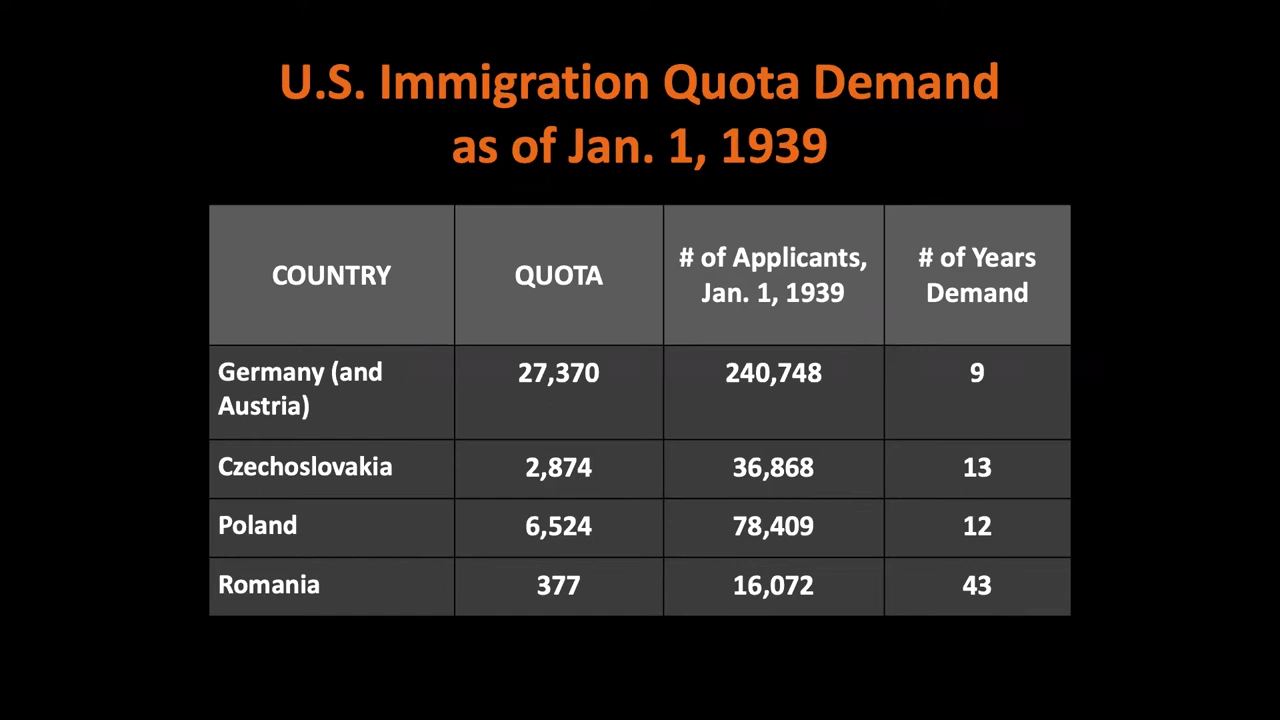 U.S. Immigration Quota Demand
as of Jan. 1, 1939
COUNTRY QUOTA # of Applicants, Jan. 1, 1939 # of Years Demand
Germany (and Austria) 27,370 240,748 9
Czechoslovakia 2,874 36,868 13
Poland 6,524 78,409 12
Romania 377 16,072 43